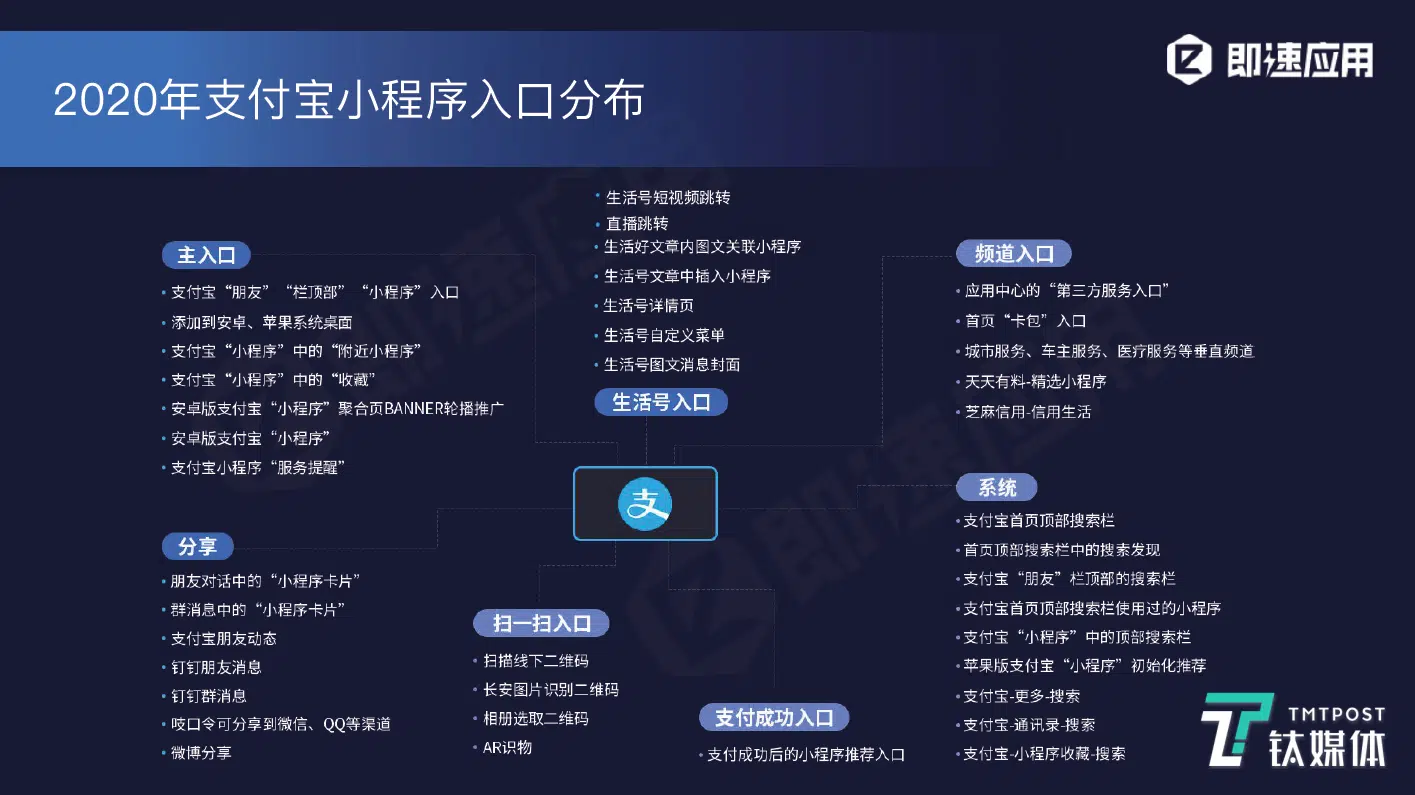 即速应用
2020年支付宝小程序入口分布
主入口
支付宝“朋友”“栏顶部”“小程序”入口
添加到安卓、苹果系统桌面
支付宝“小程序”中的“附近小程序”
支付宝“小程序”中的“收藏”
安卓版支付宝“小程序”聚合页BANNER轮播推广
安卓版支付宝“小程序”
支付宝小程序“服务提醒”
生活号短视频跳转
直播跳转
生活好文章内图文关联小程序
生活号文章中插入小程序
生活号详情页
生活号自定义菜单
生活号图文消息封面
生活号入口
频道入口
应用中心的“第三方服务入口”
首页“卡包”入口
城市服务、车主服务、医疗服务等垂直频道
天天有料-精选小程序
芝麻信用-信用生活
支
分享
朋友对话中的“小程序卡片”
群消息中的“小程序卡片”
支付宝朋友动态
钉钉朋友消息
钉钉群消息
吱口令可分享到微信、QQ等渠道
微博分享
扫一扫入口
扫描线下二维码
长安图片识别二维码
相册选取二维码
AR识物
支付成功入口
支付成功后的小程序推荐入口
系统
支付宝首页顶部搜索栏
首页顶部搜索栏中的搜索发现
支付宝“朋友”栏顶部的搜索栏
支付宝首页顶部搜索栏使用过的小程序
支付宝“小程序”中的顶部搜索栏
苹果版支付宝“小程序”初始化推荐
支付宝-更多-搜索
支付宝-通讯录-搜索
支付宝-小程序收藏-搜索
TMTPOST
钛媒体
即速应用
即速应用